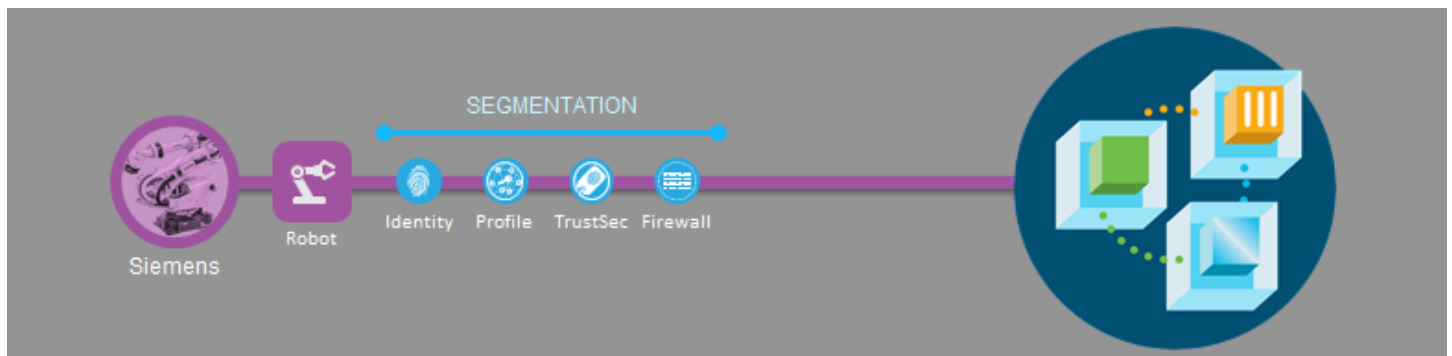 SEGMENTATION
Identity
Profile
TrustSec
Firewall
Robot
Siemens